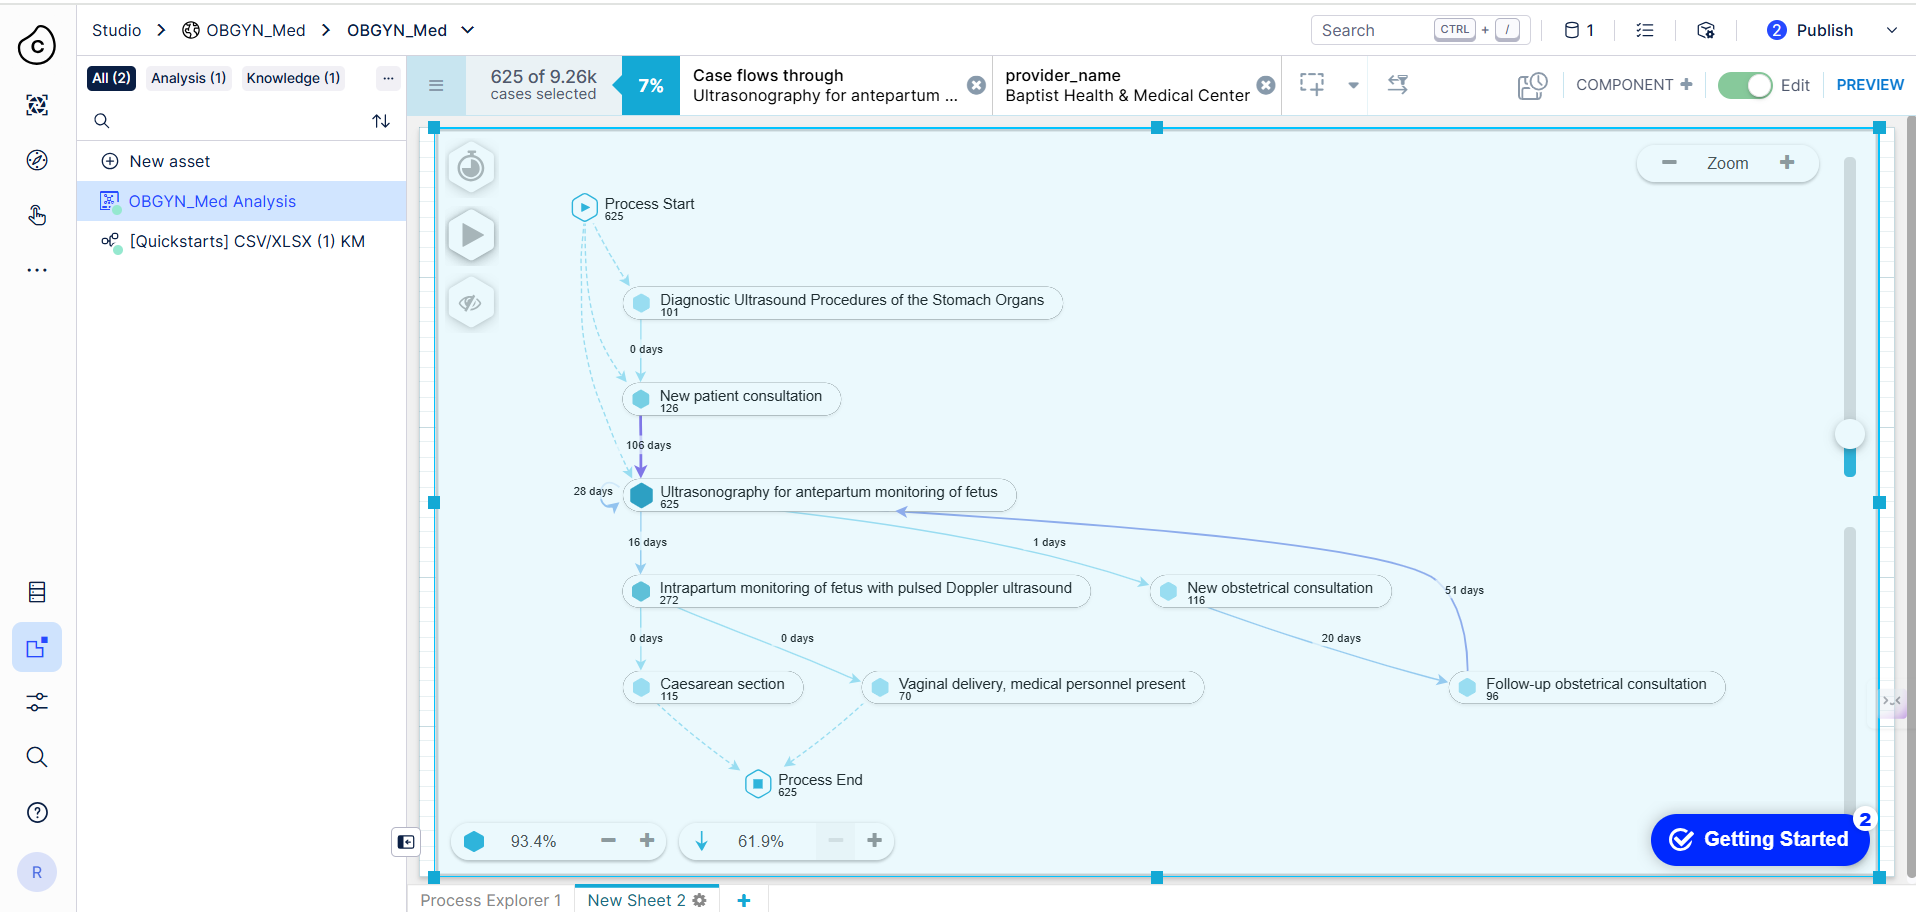 Studio > OBGYN_Med > OBGYN_Med
Search CTRL + /
1
2 Publish
All (2) Analysis (1) Knowledge (1) ...
625 of 9.26k
cases selected
7%
Case flows through
Ultrasonography for antepartum ...
provider_name
Baptist Health & Medical Center
COMPONENT +
Edit
PREVIEW
New asset
OBGYN_Med Analysis
[Quickstarts] CSV/XLSX (1) KM
R
Zoom
Process Start
625
Diagnostic Ultrasound Procedures of the Stomach Organs
101
0 days
New patient consultation
126
106 days
28 days
Ultrasonography for antepartum monitoring of fetus
625
16 days
1 days
Intrapartum monitoring of fetus with pulsed Doppler ultrasound
272
New obstetrical consultation
116
51 days
0 days
0 days
20 days
Caesarean section
115
Vaginal delivery, medical personnel present
70
Follow-up obstetrical consultation
96
Process End
625
93.4%
61.9%
Getting Started
2
Process Explorer 1
New Sheet 2